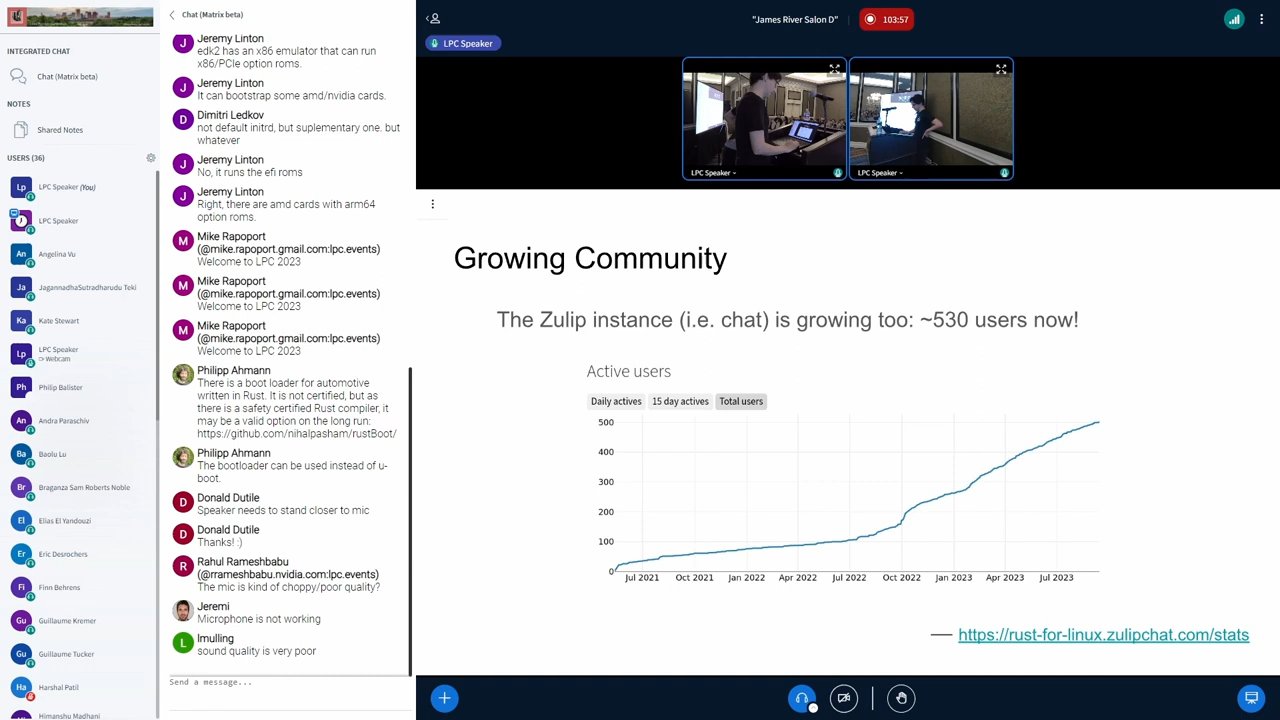 INTEGRATED CHAT
Chat (Matrix beta)
NOTES
Shared Notes
USERS (36)
Lp
LPC Speaker (You)
LPC Speaker
An
Angelina Vu
Ja
JagannadhaSutradharudu Teki
Ka
Kate Stewart
Lp
LPC Speaker
Webcam
Ph
Philip Balister
An
Andra Paraschiv
Ba
Baolu Lu
Br
Braganza Sam Roberts Noble
El
Elias El Yandouzi
Er
Eric Desrochers
Fi
Finn Behrens
Gu
Guillaume Kremer
Gu
Guillaume Tucker
Ha
Harshal Patil
Himanshu Madhani
Chat (Matrix beta)
J
Jeremy Linton
edk2 has an x86 emulator that can run
x86/PCIe option roms.
J
Jeremy Linton
It can bootstrap some amd/nvidia cards.
D
Dimitri Ledkov
not default initrd, but suplementary one. but
whatever
J
Jeremy Linton
No, it runs the efi roms
J
Jeremy Linton
Right, there are amd cards with arm64
option roms.
M
Mike Rapoport
(@mike.rapoport.gmail.com:lpc.events)
Welcome to LPC 2023
M
Mike Rapoport
(@mike.rapoport.gmail.com:lpc.events)
Welcome to LPC 2023
M
Mike Rapoport
(@mike.rapoport.gmail.com:lpc.events)
Welcome to LPC 2023
Philipp Ahmann
There is a boot loader for automotive
written in Rust. It is not certified, but as
there is a safety certified Rust compiler, it
may be a valid option on the long run:
https://github.com/nihalpasham/rustBoot/
Philipp Ahmann
The bootloader can be used instead of u-
boot.
D
Donald Dutile
Speaker needs to stand closer to mic
D
Donald Dutile
Thanks! :)
R
Rahul Rameshbabu
(@rrameshbabu.nvidia.com:lpc.events)
The mic is kind of choppy/poor quality?
Jeremi
Microphone is not working
L
lmulling
sound quality is very poor
Send a message...
"James River Salon D"
103:57
LPC Speaker
LPC Speaker
LPC Speaker
Growing Community
The Zulip instance (i.e. chat) is growing too: ~530 users now!
Active users
Daily actives
15 day actives
Total users
500
400
300
200
100
0
Jul 2021
Oct 2021
Jan 2022
Apr 2022
Jul 2022
Oct 2022
Jan 2023
Apr 2023
Jul 2023
— https://rust-for-linux.zulipchat.com/stats